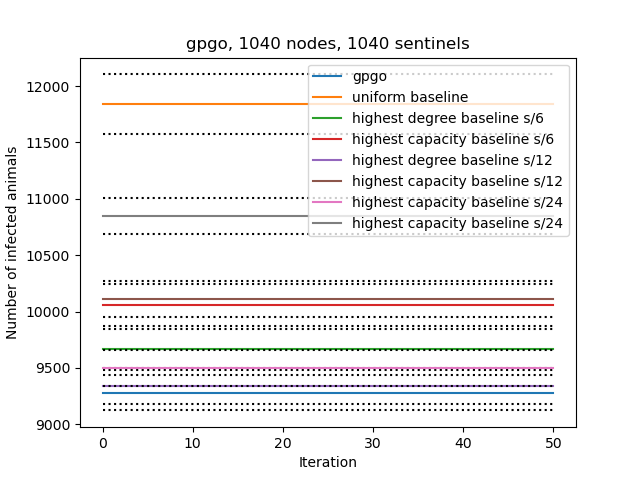 gpgo, 1040 nodes, 1040 sentinels
12000
11500
11000
10500
10000
9500
9000
Number of infected animals
gpgo
uniform baseline
highest degree baseline s/6
highest capacity baseline s/6
highest degree baseline s/12
highest capacity baseline s/12
highest capacity baseline s/24
highest capacity baseline s/24
0 10 20 30 40 50
Iteration